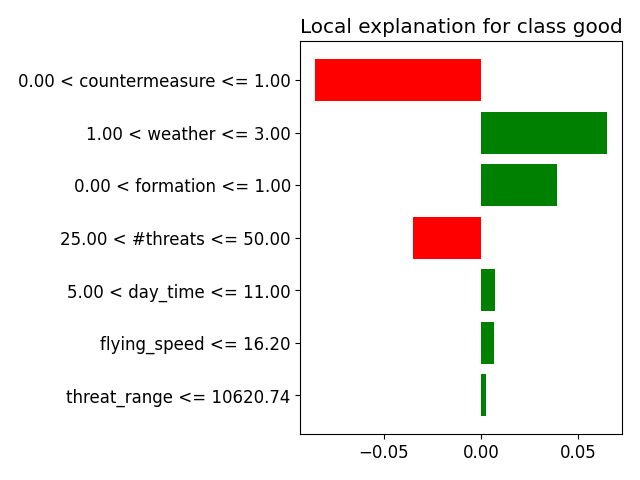 Local explanation for class good
0.00 < countermeasure <= 1.00
1.00 < weather <= 3.00
0.00 < formation <= 1.00
25.00 < #threats <= 50.00
5.00 < day_time <= 11.00
flying_speed <= 16.20
threat_range <= 10620.74
−0.05 0.00 0.05